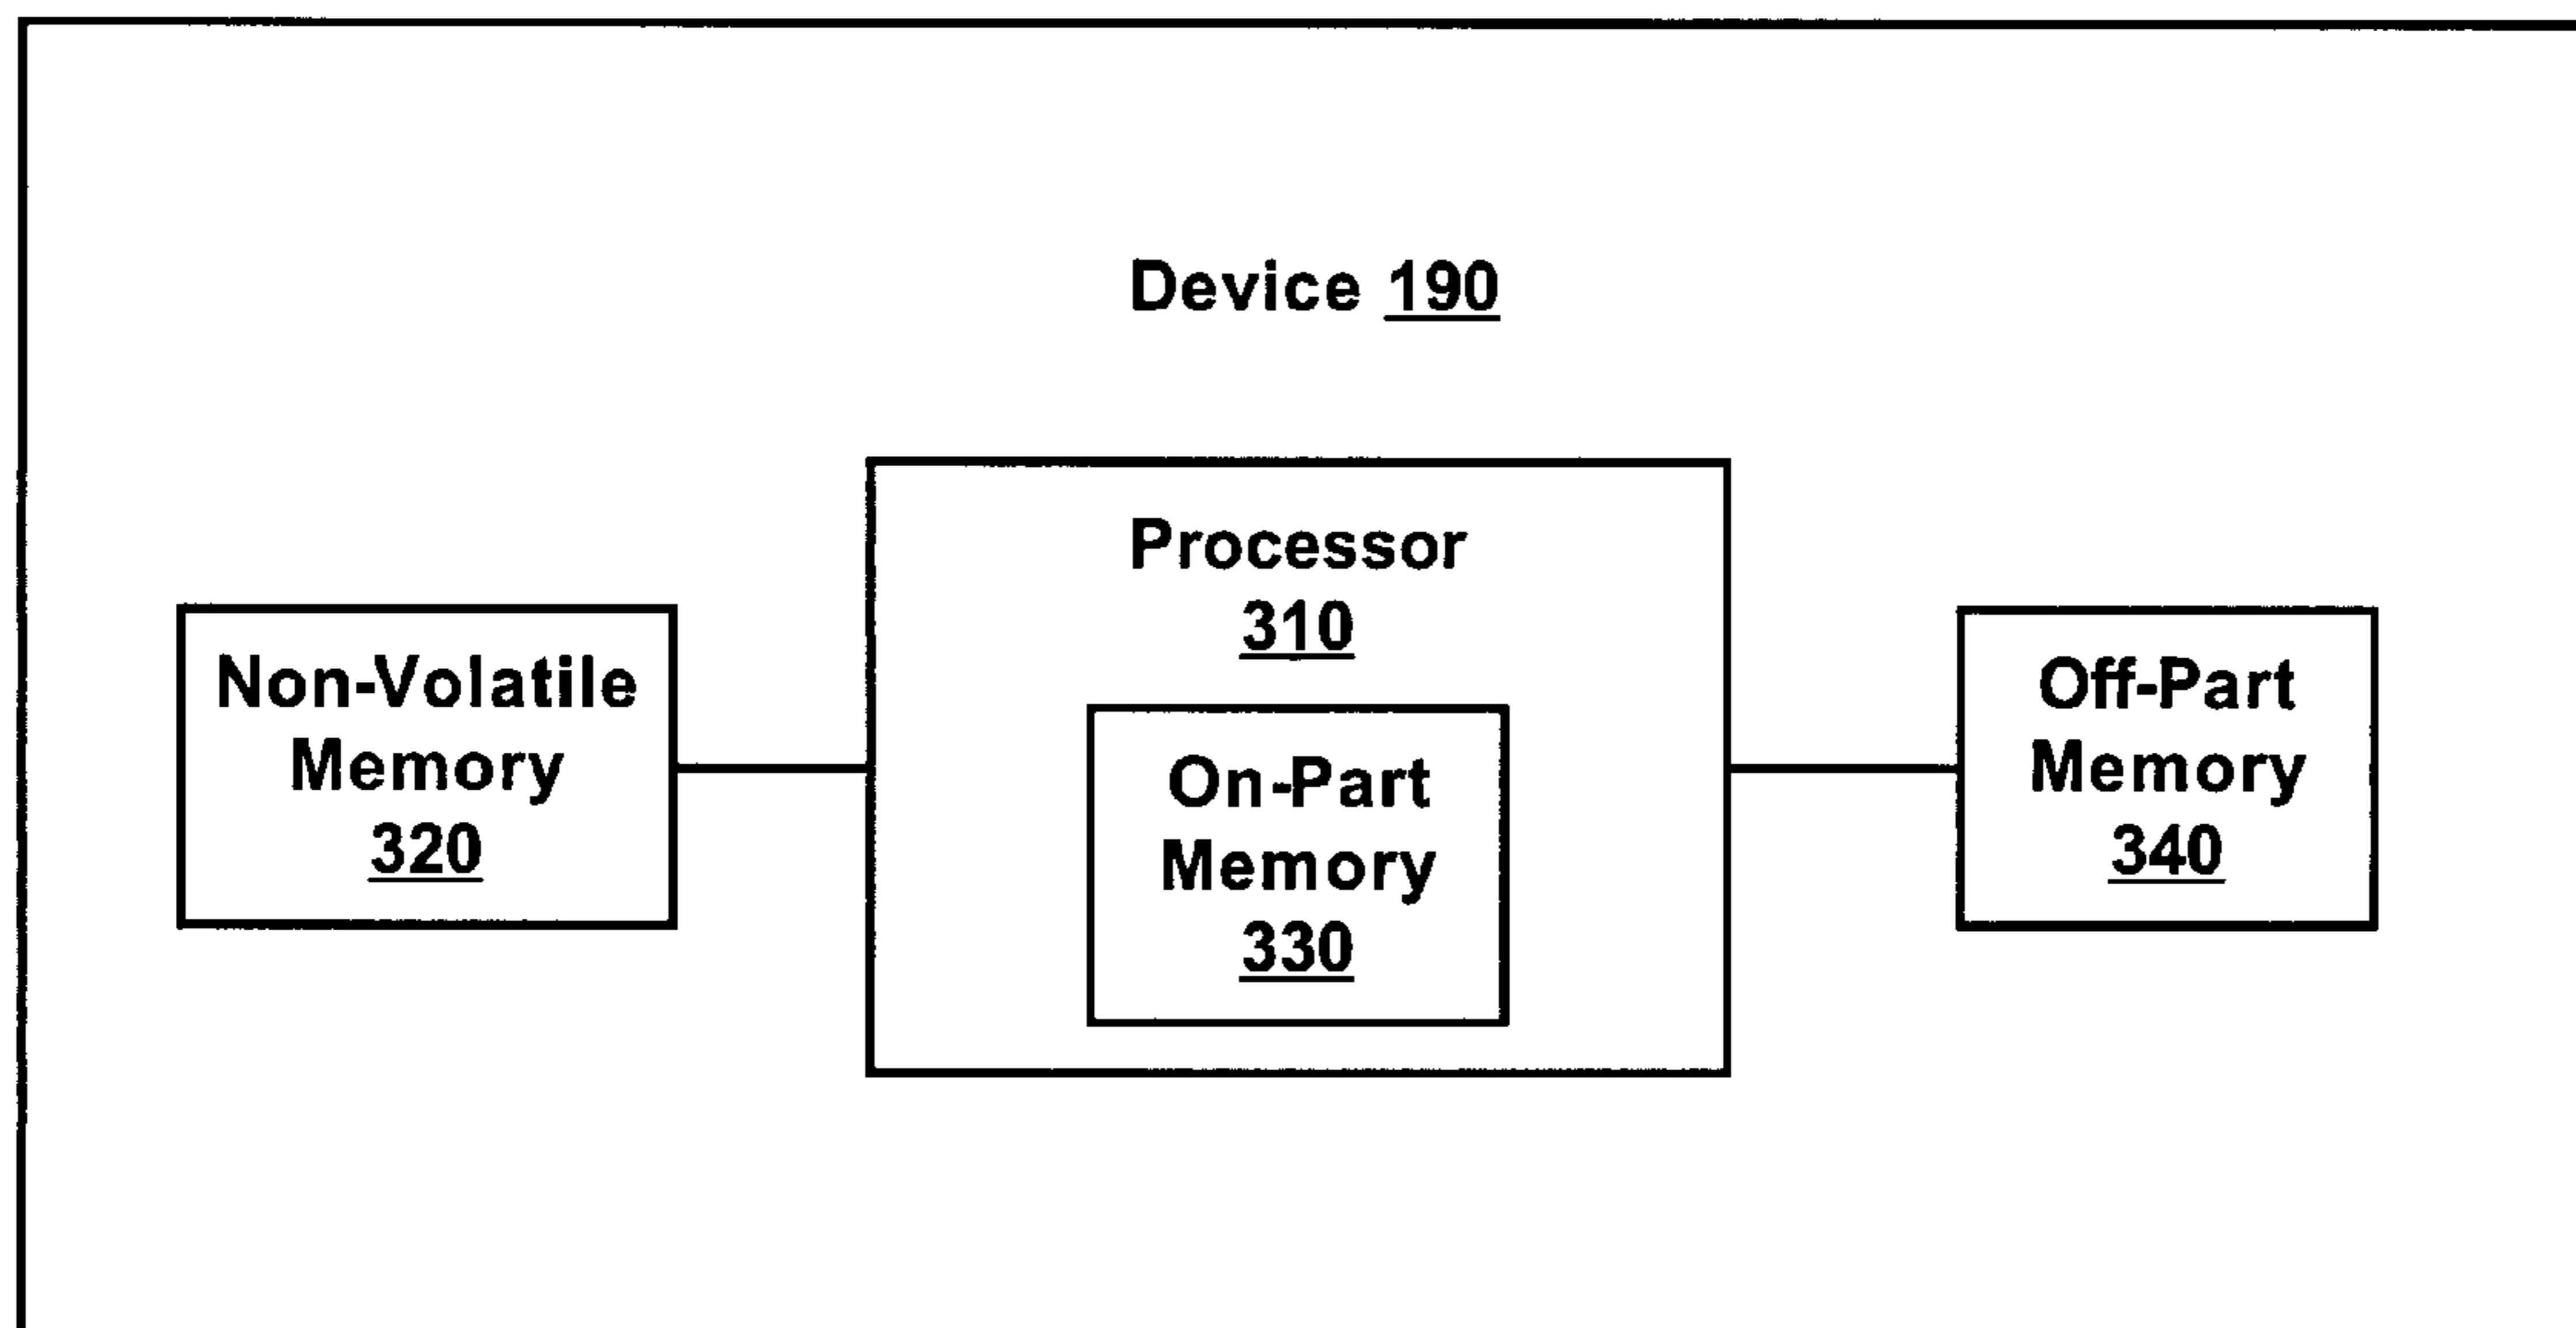 Device 190
Processor
310
Non-Volatile
Memory
320
On-Part
Memory
330
Off-Part
Memory
340